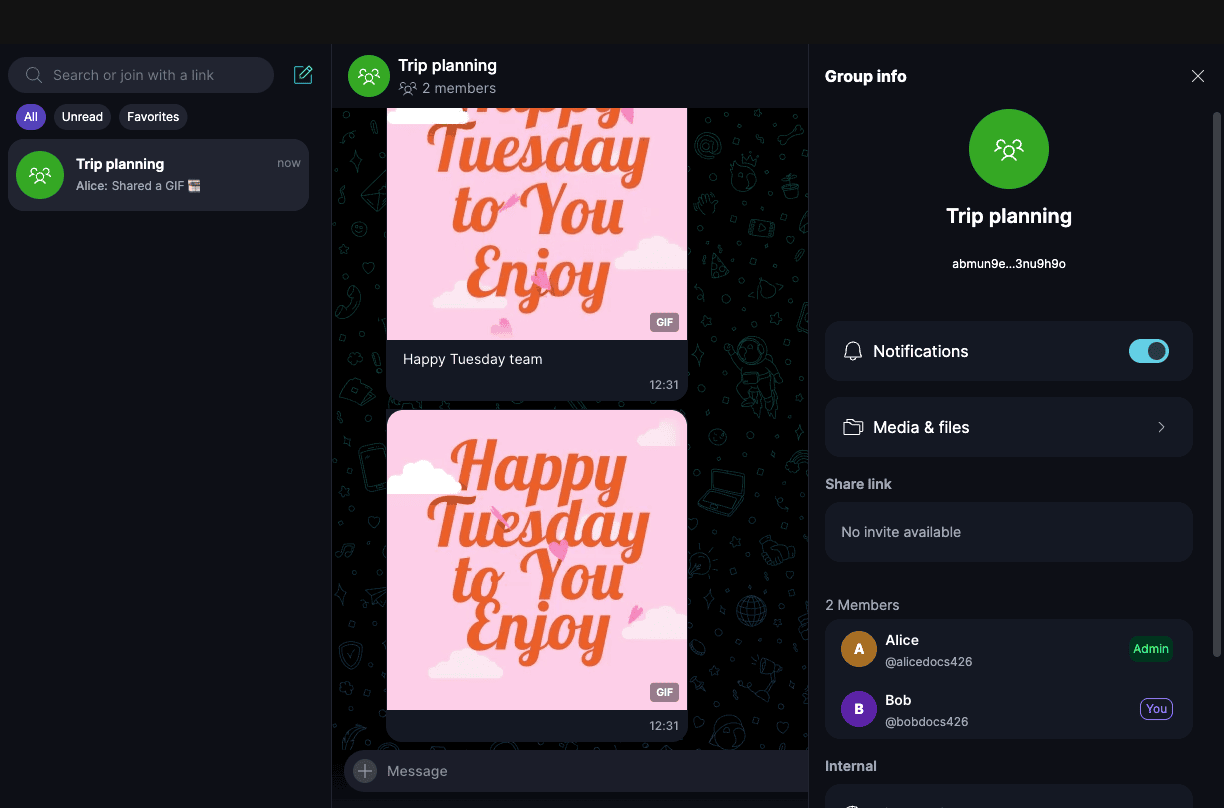 Search or join with a link
All
Unread
Favorites
Trip planning
now
Alice: Shared a GIF
Trip planning
2 members
Happy
Tuesday
to You
Enjoy
GIF
Happy Tuesday team
12:31
Happy
Tuesday
to You
Enjoy
GIF
12:31
Message
Group info
Trip planning
abmun9e...3nu9h9o
Notifications
Media & files
Share link
No invite available
2 Members
A
Alice
@alicedocs426
Admin
B
Bob
@bobdocs426
You
Internal